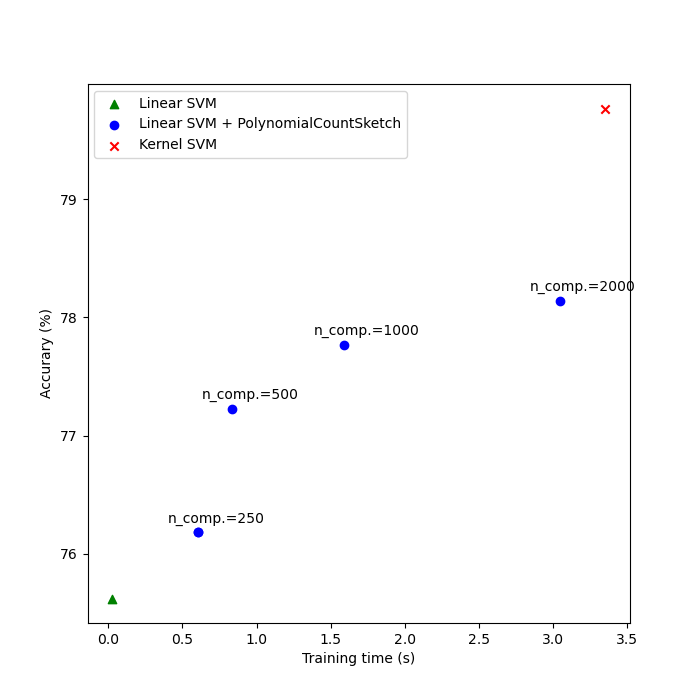 Linear SVM
Linear SVM + PolynomialCountSketch
Kernel SVM
79
78
77
76
Accurary (%)
n_comp.=2000
n_comp.=1000
n_comp.=500
n_comp.=250
0.0 0.5 1.0 1.5 2.0 2.5 3.0 3.5
Training time (s)